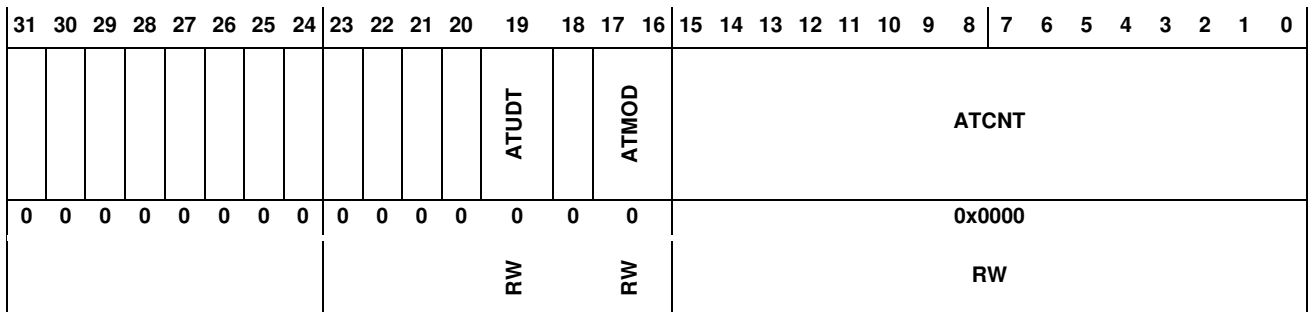 31 30 29 28 27 26 25 24 23 22 21 20 19 18 17 16 15 14 13 12 11 10 9 8 7 6 5 4 3 2 1 0
ATUDT ATMOD ATCNT
0 0 0 0 0 0 0 0 0 0 0 0 0 0 0 0x0000
RW RW RW